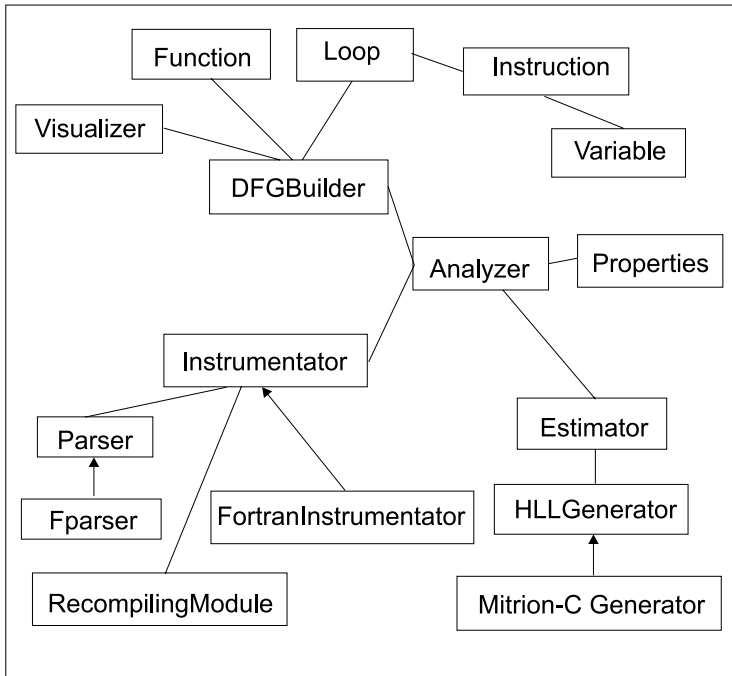 Function
Loop
Instruction
Visualizer
Variable
DFGBuilder
Analyzer
Properties
Instrumentator
Parser
Estimator
Fparser
FortranInstrumentator
HLLGenerator
RecompilingModule
Mitrion-C Generator